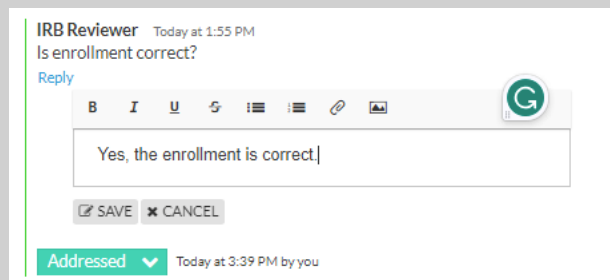 IRB Reviewer Today at 1:55 PM
Is enrollment correct?
Reply
B I U S
Yes, the enrollment is correct.
SAVE CANCEL
Addressed Today at 3:39 PM by you